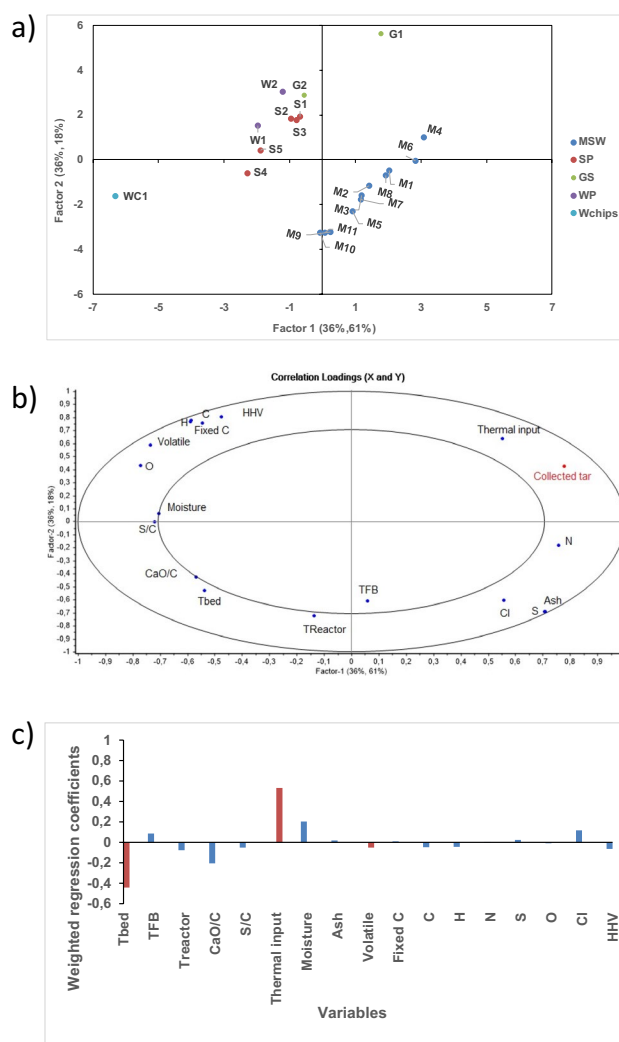 a)
6
4
2
0
-2
-4
-6
Factor 2 (36%, 18%)
-7
-5
-3
-1
1
3
5
7
Factor 1 (36%,61%)
G1
W2
G2
S2
S1
S3
W1
S5
S4
WC1
M4
M6
M1
M2
M8
M7
M3
M5
M11
M9
M10
MSW
SP
GS
WP
Wchips
b)
Correlation Loadings (X and Y)
1
0,9
0,8
0,7
0,6
0,5
0,4
0,3
0,2
0,1
0
-0,1
-0,2
-0,3
-0,4
-0,5
-0,6
-0,7
-0,8
-0,9
-1
Factor-2 (36%, 18%)
C
HHV
H
Fixed C
Volatile
O
Thermal input
Collected tar
Moisture
S/C
N
CaO/C
Tbed
TFB
TReactor
Cl
Ash
S
-1
-0,9
-0,8
-0,7
-0,6
-0,5
-0,4
-0,3
-0,2
-0,1
0
0,1
0,2
0,3
0,4
0,5
0,6
0,7
0,8
0,9
Factor-1 (36%, 61%)
c)
Weighted regression coefficients
1
0,8
0,6
0,4
0,2
0
-0,2
-0,4
-0,6
Tbed
TFB
Treactor
CaO/C
S/C
Thermal input
Moisture
Ash
Volatile
Fixed C
C
H
N
S
O
Cl
HHV
Variables